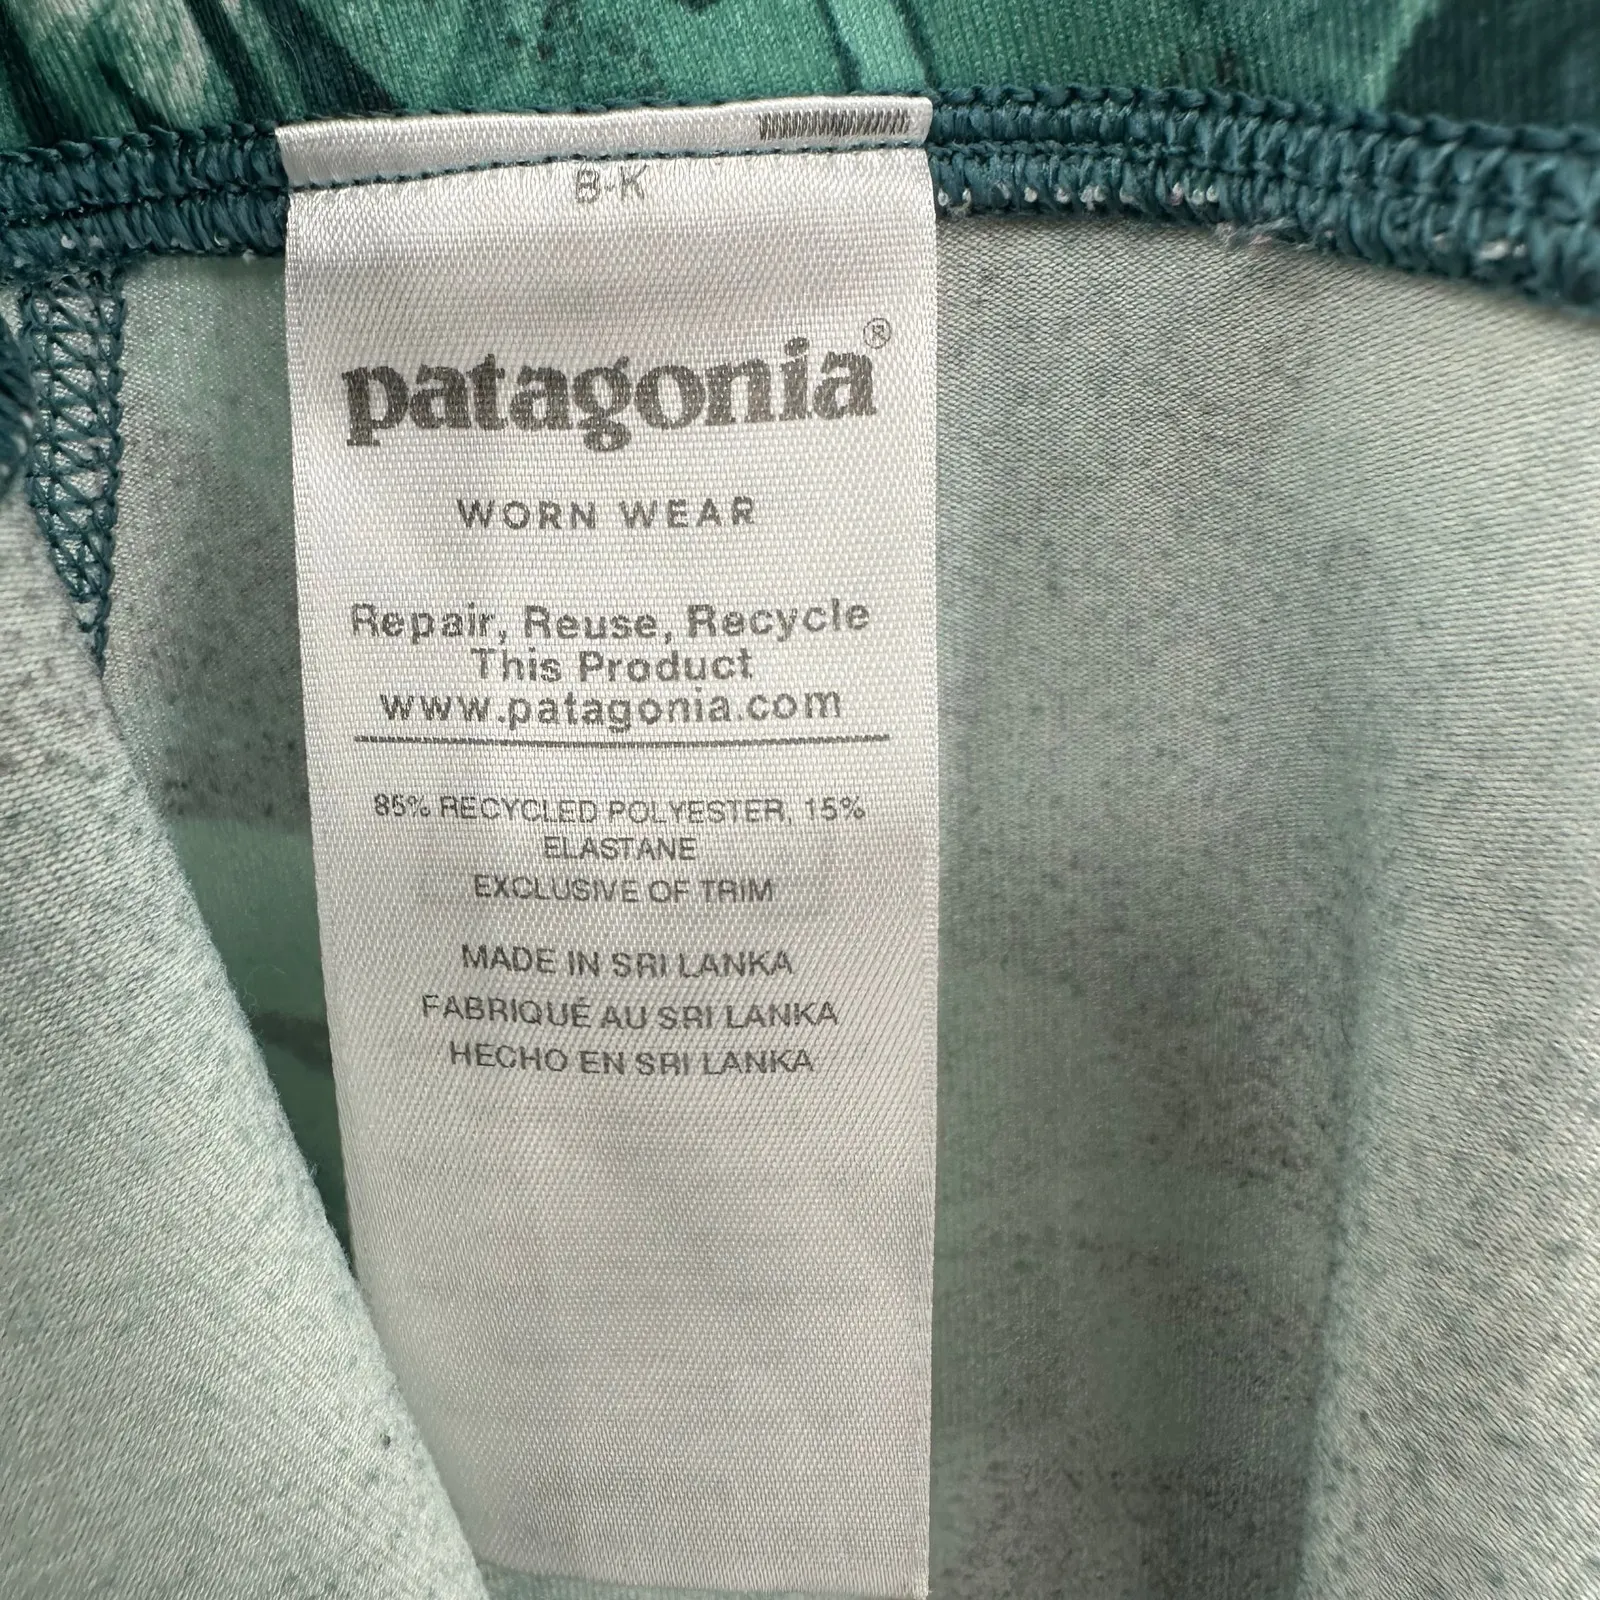 B-K
patagonia®
WORN WEAR
Repair, Reuse, Recycle
This Product
www.patagonia.com
85% RECYCLED POLYESTER, 15%
ELASTANE
EXCLUSIVE OF TRIM
MADE IN SRI LANKA
FABRIQUÉ AU SRI LANKA
HECHO EN SRI LANKA